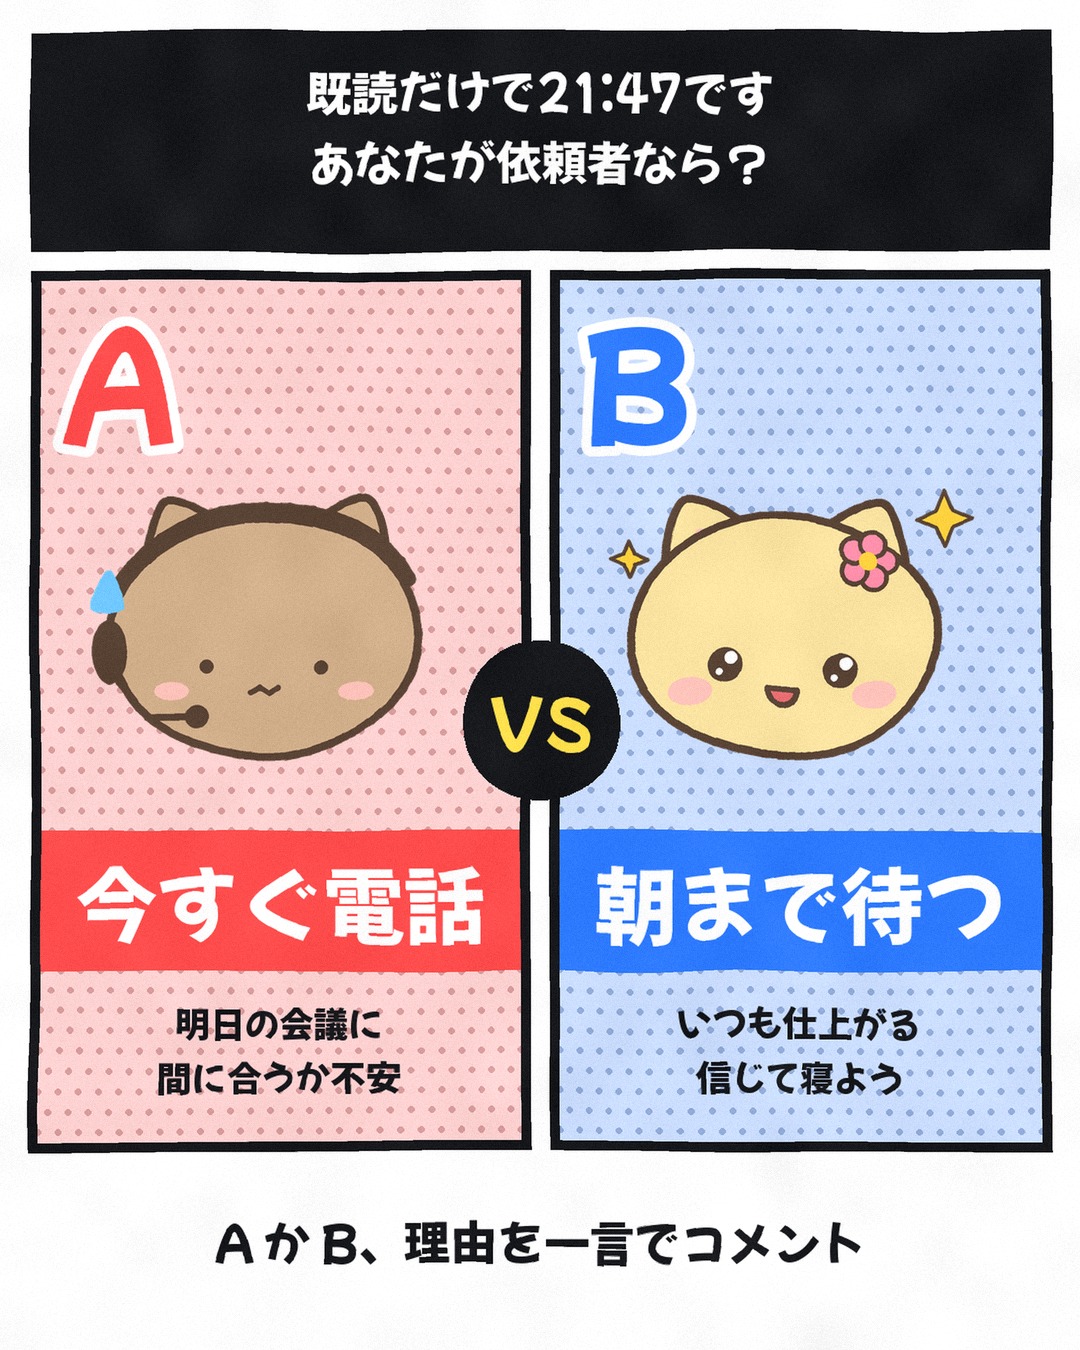 既読だけで21:47です
あなたが依頼者なら？
A
B
VS
今すぐ電話
朝まで待つ
明日の会議に
間に合うか不安
いつも仕上がる
信じて寝よう
AかB、理由を一言でコメント